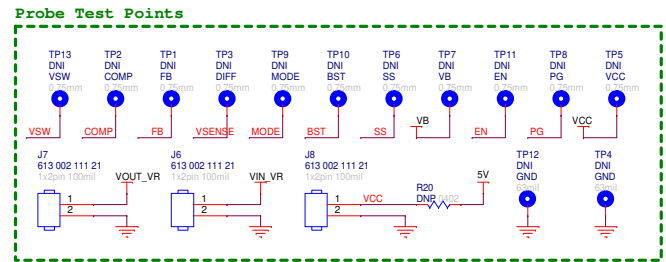 Probe Test Points
TP13 TP2 TP1 TP3 TP9 TP10 TP6 TP7 TP11 TP8 TP5
DNI DNI DNI DNI DNI DNI DNI DNI DNI DNI DNI
VSW COMP FB DIFF MODE BST SS VB EN PG VCC
0.75mm 0.75mm 0.75mm 0.75mm 0.75mm 0.75mm 0.75mm 0.75mm 0.75mm 0.75mm 0.75mm
VB VCC
VSW COMP FB VSENSE MODE BST SS EN PG
J7 J6 J8 TP12 TP4
613 002 111 21 613 002 111 21 613 002 111 21 DNI DNI
1x2pin 100mil 1x2pin 100mil 1x2pin 100mil GND GND
VOUT_VR VIN_VR 5V
R20 63mil 63mil
1 1 1 VCC DNP 0402
2 2 2